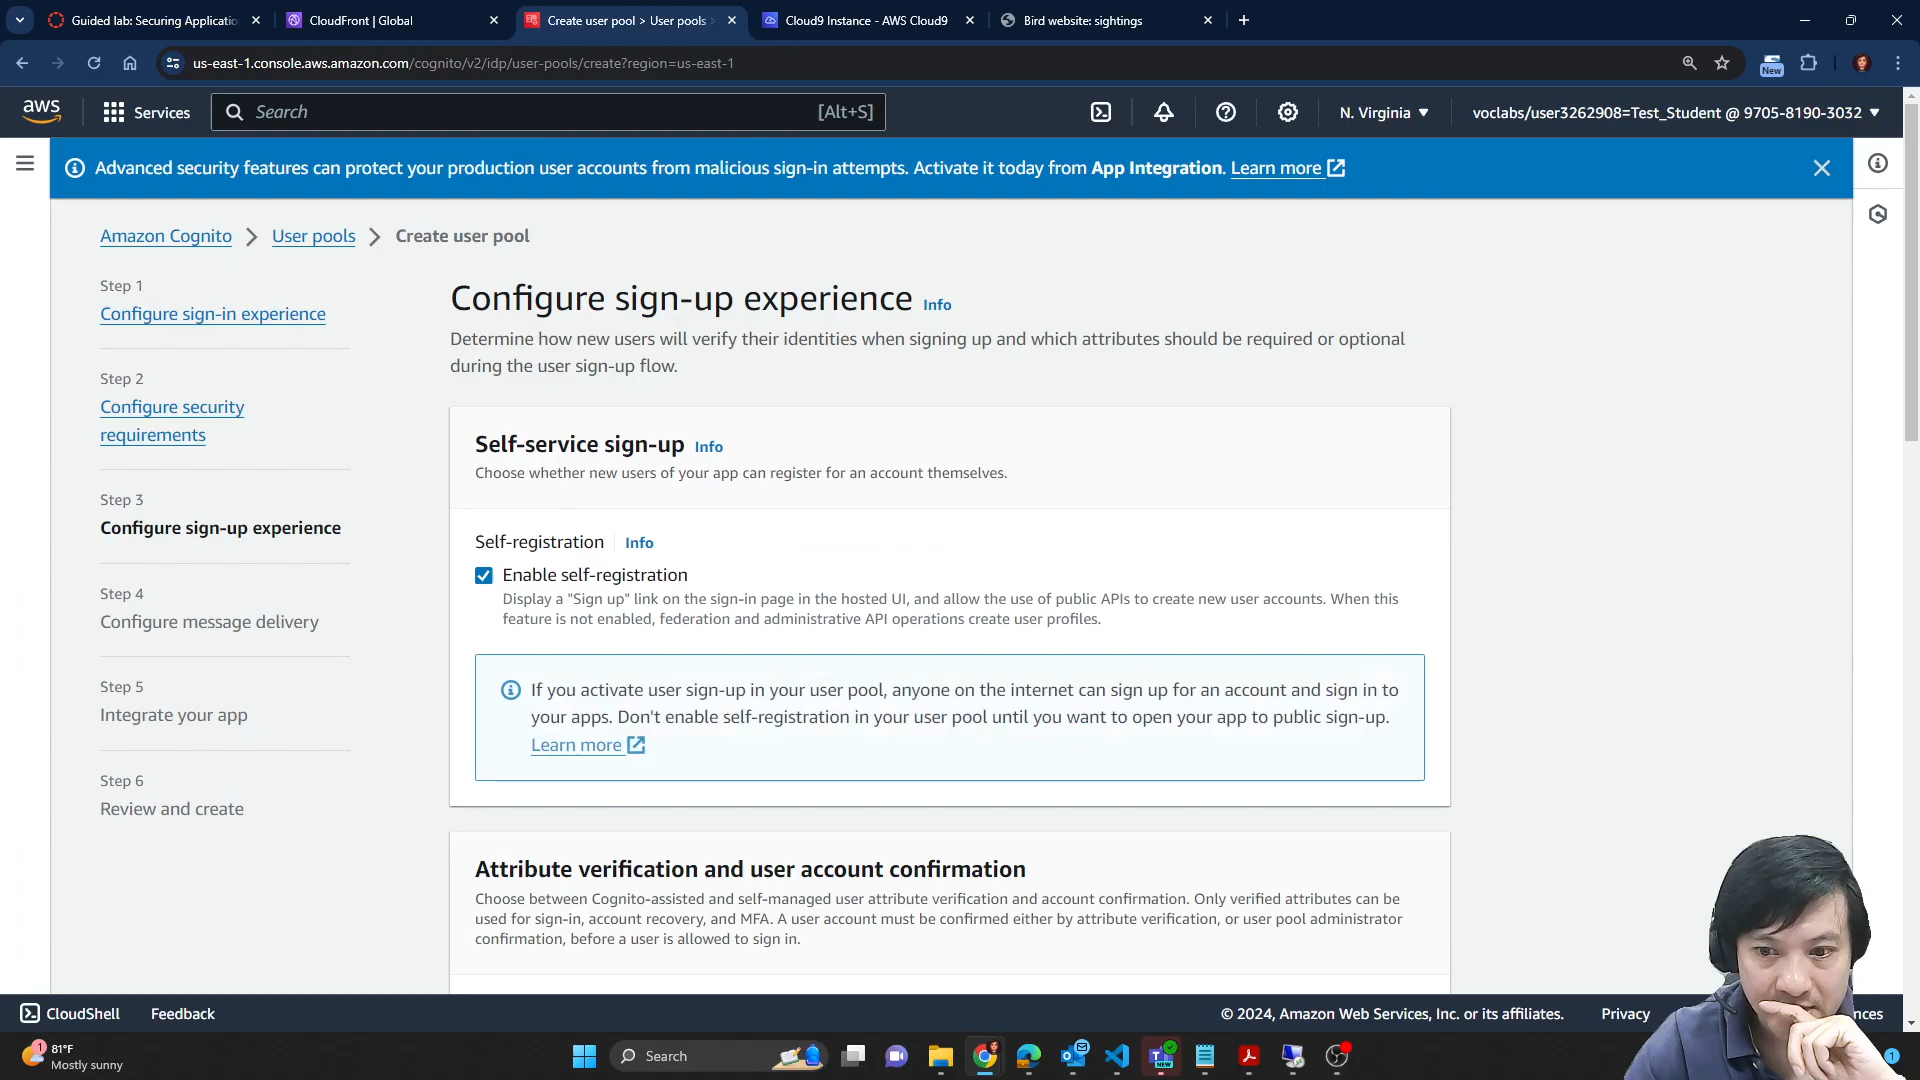 Guided lab: Securing Applicatio
CloudFront | Global
Create user pool > User pools >
Cloud9 Instance - AWS Cloud9
Bird website: sightings
us-east-1.console.aws.amazon.com/cognito/v2/idp/user-pools/create?region=us-east-1
New
aws
Services
Search
[Alt+S]
N. Virginia
voclabs/user3262908=Test_Student @ 9705-8190-3032
Advanced security features can protect your production user accounts from malicious sign-in attempts. Activate it today from App Integration. Learn more
Amazon Cognito
User pools
Create user pool
Step 1
Configure sign-in experience
Step 2
Configure security
requirements
Step 3
Configure sign-up experience
Step 4
Configure message delivery
Step 5
Integrate your app
Step 6
Review and create
Configure sign-up experience Info
Determine how new users will verify their identities when signing up and which attributes should be required or optional
during the user sign-up flow.
Self-service sign-up Info
Choose whether new users of your app can register for an account themselves.
Self-registration Info
Enable self-registration
Display a "Sign up" link on the sign-in page in the hosted UI, and allow the use of public APIs to create new user accounts. When this
feature is not enabled, federation and administrative API operations create user profiles.
If you activate user sign-up in your user pool, anyone on the internet can sign up for an account and sign in to
your apps. Don't enable self-registration in your user pool until you want to open your app to public sign-up.
Learn more
Attribute verification and user account confirmation
Choose between Cognito-assisted and self-managed user attribute verification and account confirmation. Only verified attributes can be
used for sign-in, account recovery, and MFA. A user account must be confirmed either by attribute verification, or user pool administrator
confirmation, before a user is allowed to sign in.
CloudShell
Feedback
© 2024, Amazon Web Services, Inc. or its affiliates.
Privacy
nces
1
81°F
Mostly sunny
Search
NEW
1